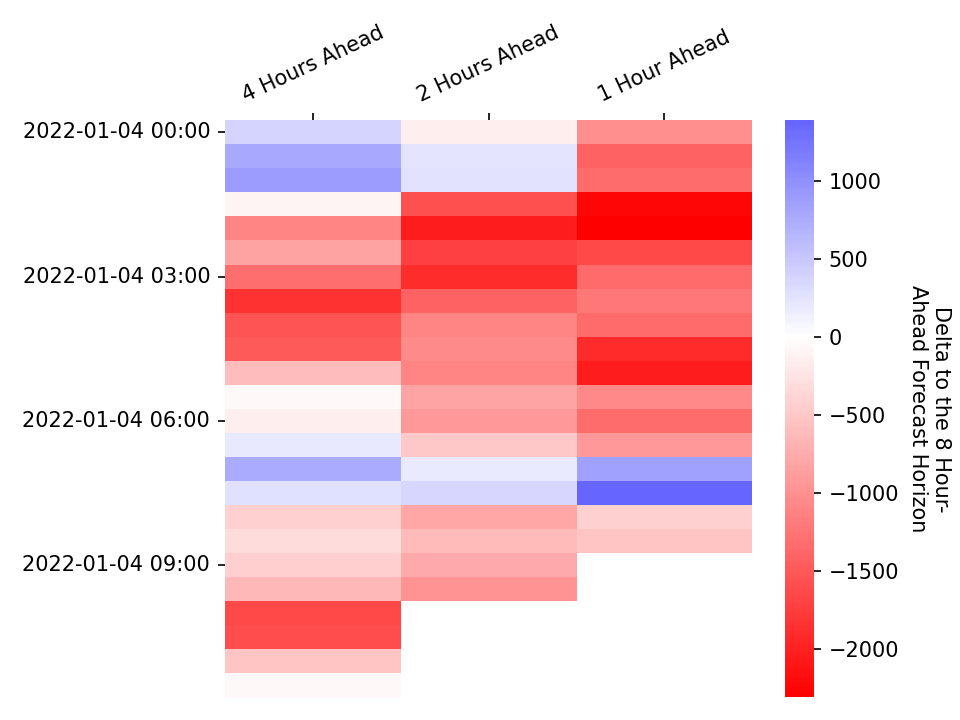 4 Hours Ahead
2 Hours Ahead
1 Hour Ahead
2022-01-04 00:00
2022-01-04 03:00
2022-01-04 06:00
2022-01-04 09:00
1000
500
0
−500
−1000
−1500
−2000
Delta to the 8 Hour-
Ahead Forecast Horizon